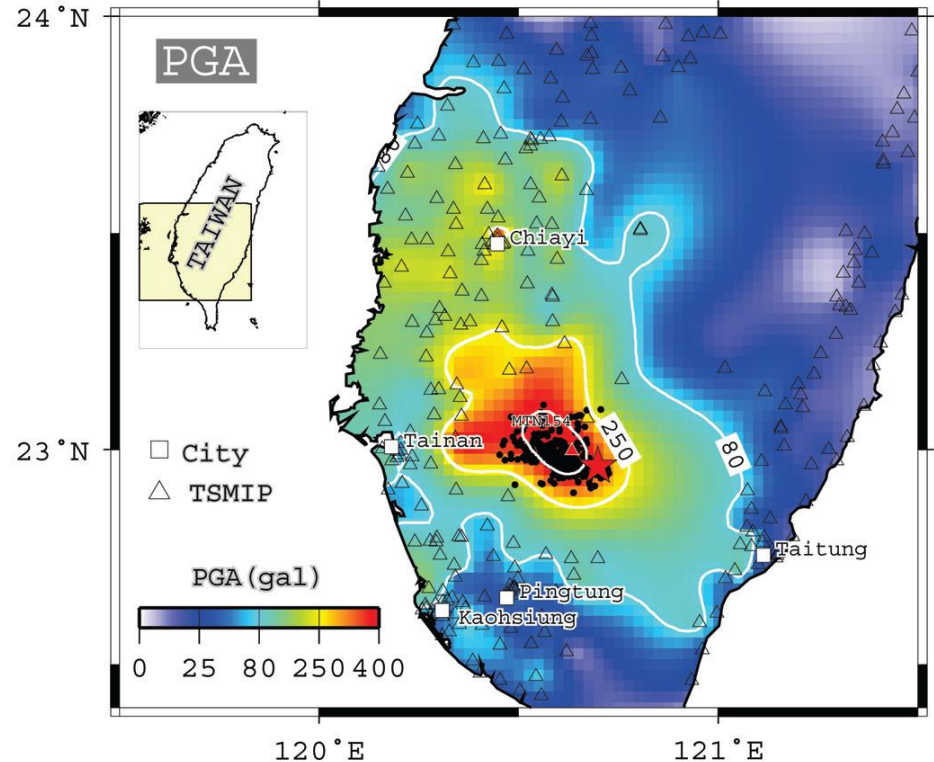 24°N
PGA
TAIWAN
80
Chiayi
MTN154
250
80
Tainan
23°N
City
TSMIP
Taitung
PGA(gal)
Pingtung
Kaohsiung
0 25 80 250 400
120°E 121°E